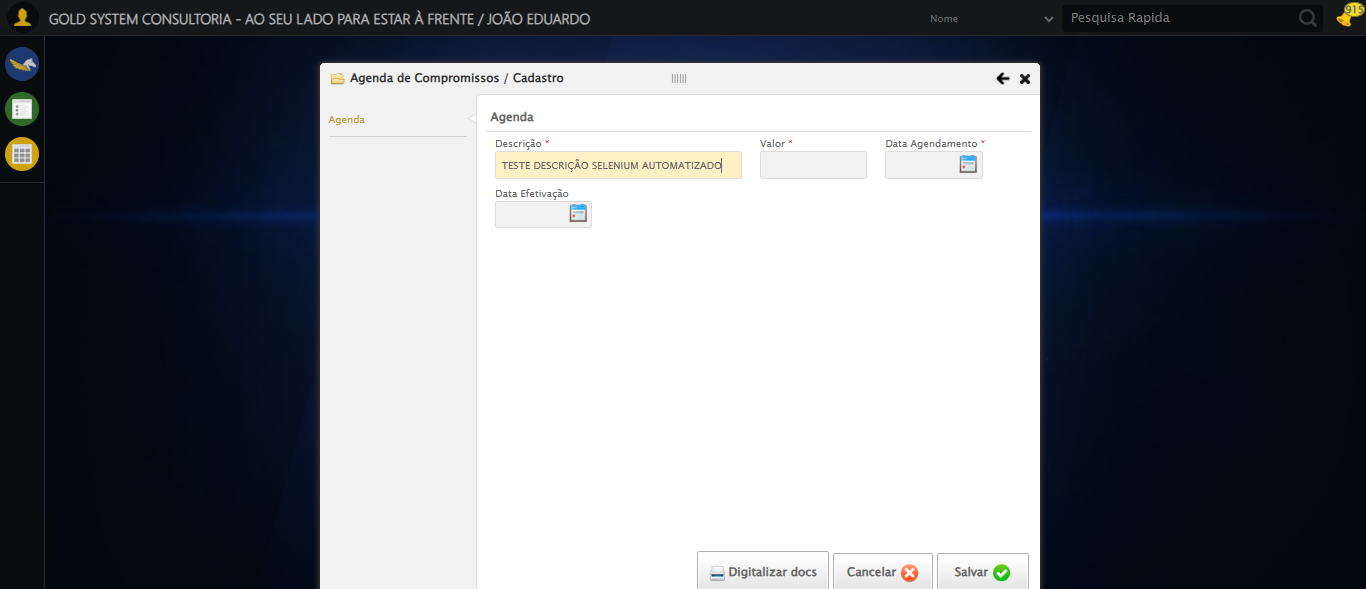 GOLD SYSTEM CONSULTORIA - AO SEU LADO PARA ESTAR À FRENTE / JOÃO EDUARDO
Nome
Pesquisa Rapida
915
Agenda de Compromissos / Cadastro
Agenda
Agenda
Descrição *
Valor *
Data Agendamento *
TESTE DESCRIÇÃO SELENIUM AUTOMATIZADO
Data Efetivação
Digitalizar docs
Cancelar
Salvar